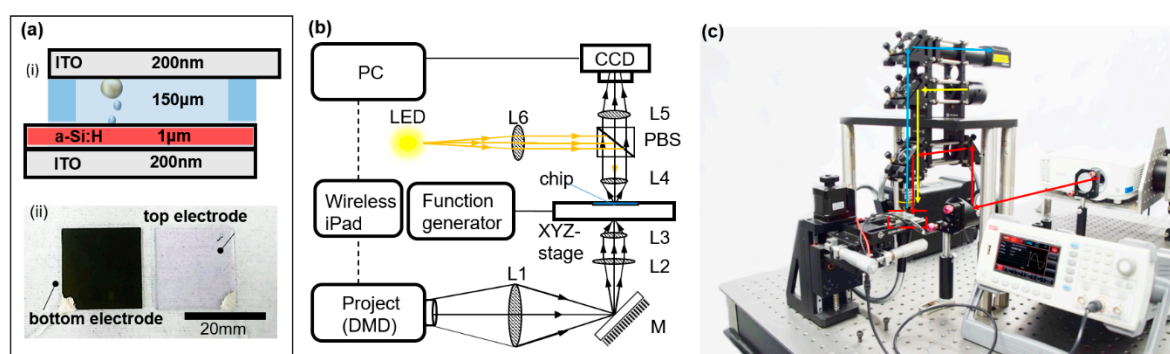 (a)
(i)
ITO 200nm
150µm
a-Si:H 1µm
ITO 200nm
(ii)
top electrode
bottom electrode
20mm
(b)
PC
CCD
LED
L6
L5
PBS
L4
chip
Wireless
iPad
Function
generator
XYZ-
stage
L3
L2
L1
Project
(DMD)
M
(c)